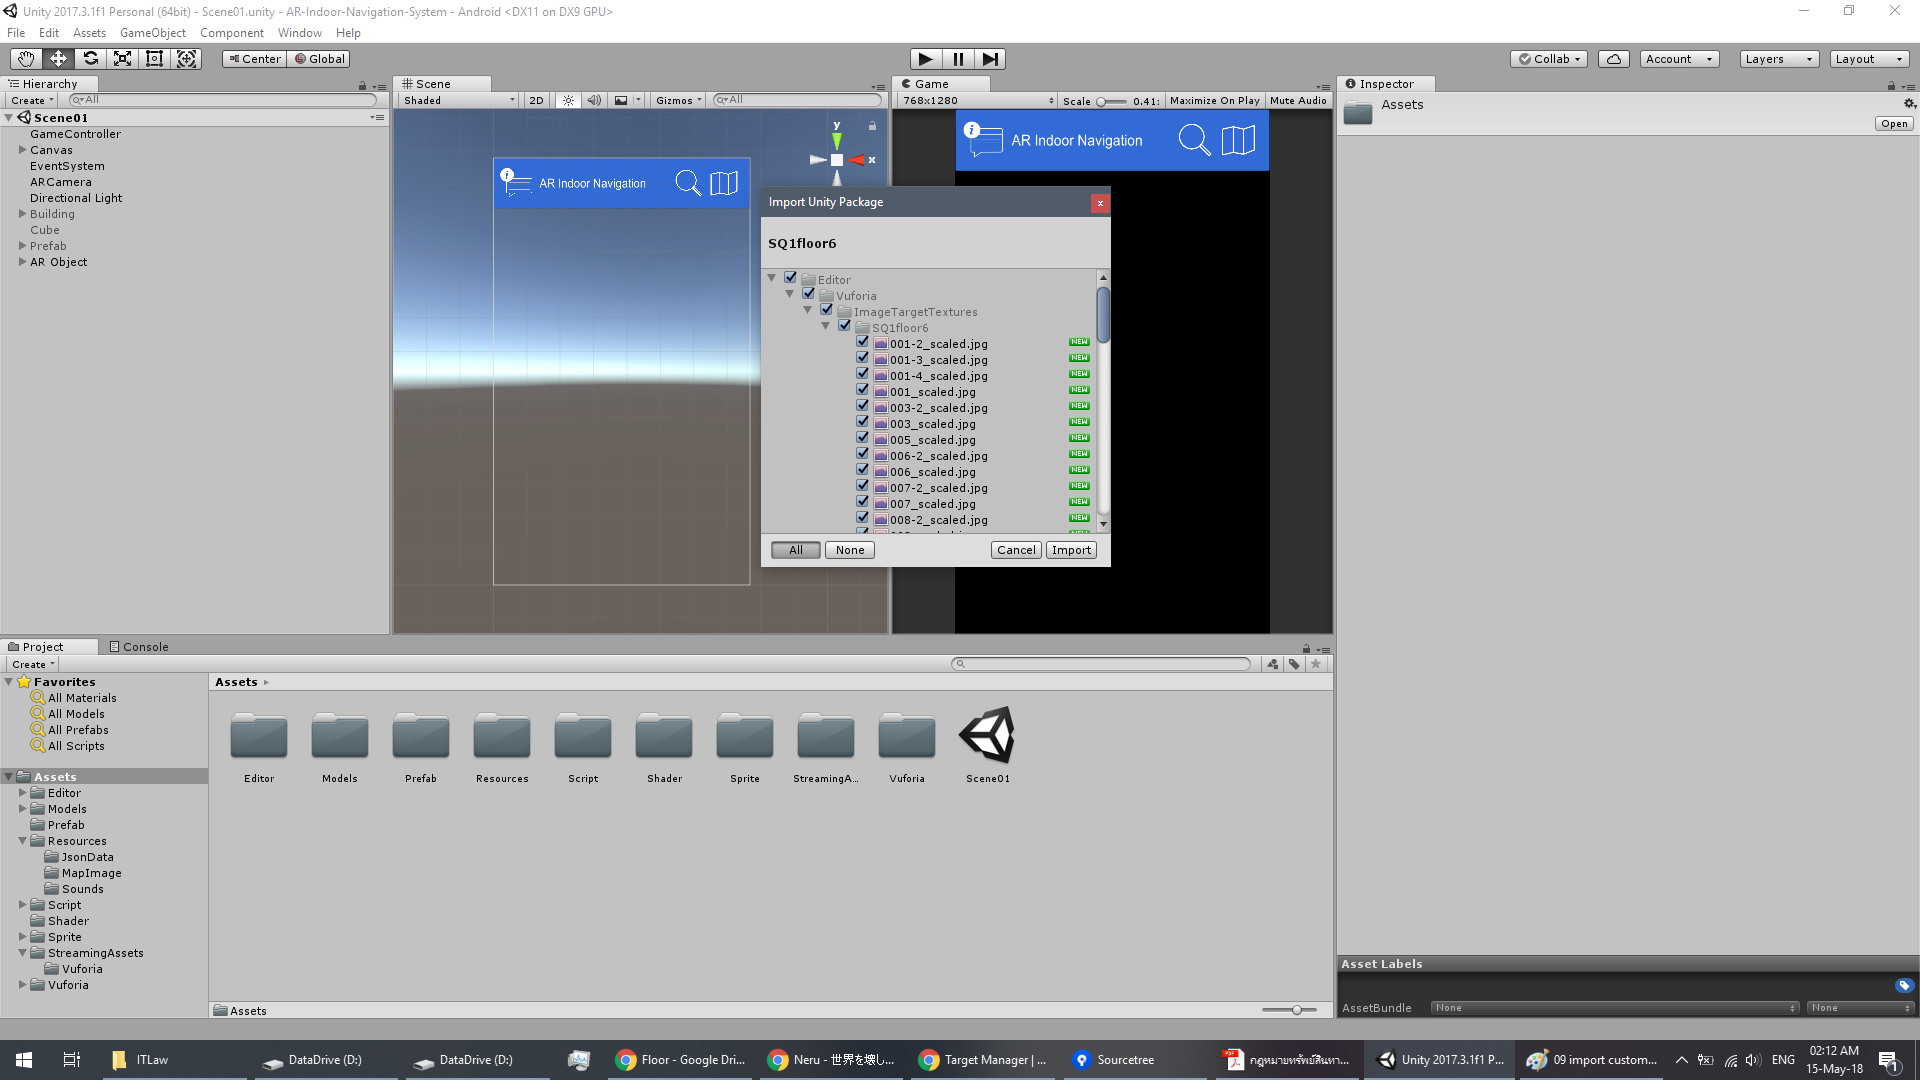 Unity 2017.3.1f1 Personal (64bit) - Scene01.unity - AR-Indoor-Navigation-System - Android <DX11 on DX9 GPU>
File Edit Assets GameObject Component Window Help
Center Global Collab Account Layers Layout
Hierarchy
Create All
Scene01
GameController
Canvas
EventSystem
ARCamera
Directional Light
Building
Cube
Prefab
AR Object
Scene
Shaded 2D Gizmos All
y
x
AR Indoor Navigation
Game
768x1280 Scale 0.41: Maximize On Play Mute Audio
AR Indoor Navigation
Inspector
Assets
Open
Import Unity Package x
SQ1floor6
Editor
Vuforia
ImageTargetTextures
SQ1floor6
001-2_scaled.jpg NEW
001-3_scaled.jpg NEW
001-4_scaled.jpg NEW
001_scaled.jpg NEW
003-2_scaled.jpg NEW
003_scaled.jpg NEW
005_scaled.jpg NEW
006-2_scaled.jpg NEW
006_scaled.jpg NEW
007-2_scaled.jpg NEW
007_scaled.jpg NEW
008-2_scaled.jpg NEW
All None Cancel Import
Project Console
Create
Favorites
All Materials
All Models
All Prefabs
All Scripts
Assets
Editor
Models
Prefab
Resources
JsonData
MapImage
Sounds
Script
Shader
Sprite
StreamingAssets
Vuforia
Vuforia
Assets
Editor Models Prefab Resources Script Shader Sprite StreamingA... Vuforia Scene01
Assets
Asset Labels
AssetBundle None None
ITLaw DataDrive (D:) DataDrive (D:) Floor - Google Dri... Neru - 世界を壊し... Target Manager | ... Sourcetree กฎหมายทรัพย์สินทา... Unity 2017.3.1f1 P... 09 import custom... ENG 02:12 AM
15-May-18 1